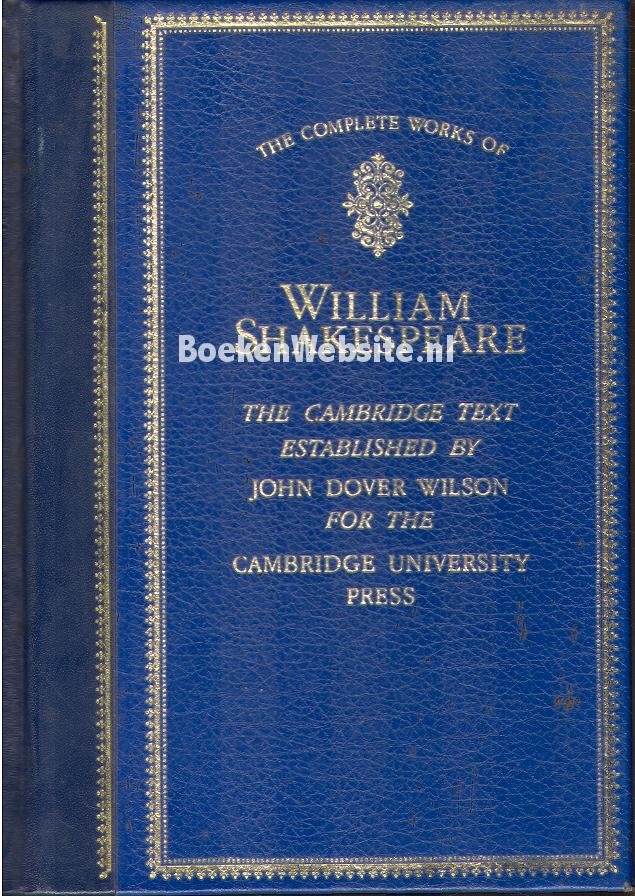 THE COMPLETE WORKS OF
WILLIAM
SHAKESPEARE
BoekenWebsite.nl
THE CAMBRIDGE TEXT
ESTABLISHED BY
JOHN DOVER WILSON
FOR THE
CAMBRIDGE UNIVERSITY
PRESS